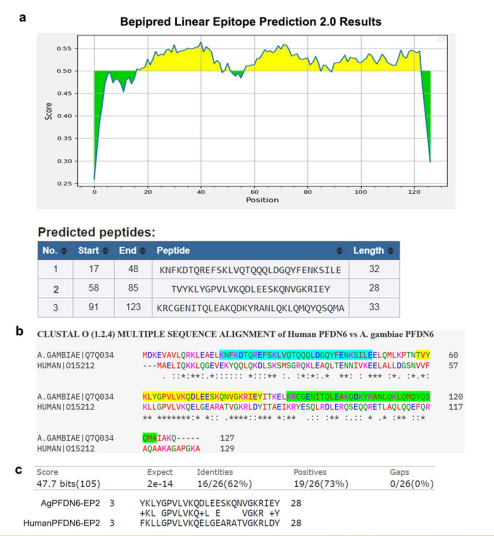 a
Bepipred Linear Epitope Prediction 2.0 Results
0.55
0.50
0.45
0.40
0.35
0.30
0.25
Score
0 20 40 60 80 100 120
Position
Predicted peptides:
No. Start End Peptide Length
1 17 48 KNFKDTQREFSKLVQTQQQLDGQYFENKSILE 32
2 58 85 TVYKLYGPVLVKQDLEESKQNVGKRIEY 28
3 91 123 KRCGENITQLEAKQDKYRANLQKLQMQYQSQMA 33
b
CLUSTAL O (1.2.4) MULTIPLE SEQUENCE ALIGNMENT of Human PFDN6 vs A. gambiae PFDN6
A.GAMBIAE|Q7Q034 MDKEVAVLQRKLEAELKNFKDTQREFSKLVQTQQQLDGQYFENKSILEELQMLKPTNTVY 60
HUMAN|O15212 ---MAELIQKKLQGEVEKYQQLQKDLSKSMSGRQKLEAQLTENNIVKEELALLDGSNVVF 57
A.GAMBIAE|Q7Q034 KLYGPVLVKQDLEESKQNVGKRIEYITKELKRCGENITQLEAKQDKYRANLQKLQMQYQS 120
HUMAN|O15212 KLLGPVLVKQELGEARATVGKRLDYITAEIKRYESQLRDLERQSEQQRETLAQLQQEFQR 117
A.GAMBIAE|Q7Q034 QMAIAKQ----- 127
HUMAN|O15212 AQAAKAGAPGKA 129
c
Score Expect Identities Positives Gaps
47.7 bits(105) 2e-14 16/26(62%) 19/26(73%) 0/26(0%)
AgPFDN6-EP2 3 YKLYGPVLVKQDLEESKQNVGKRIEY 28
+KL GPVLVKQ+L E VGKR +Y
HumanPFDN6-EP2 3 FKLLGPVLVKQELGEARATVGKRLDY 28